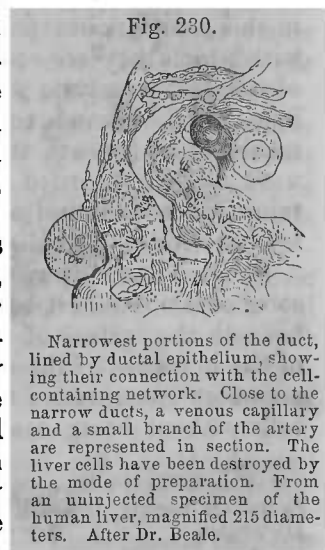 Fig. 230.
Narrowest portions of the duct,
lined by ductal epithelium, show-
ing their connection with the cell-
containing network. Close to the
narrow ducts, a venous capillary
and a small branch of the artery
are represented in section. The
liver cells have been destroyed by
the mode of preparation. From
an uninjected specimen of the
human liver, magnified 215 diame-
ters. After Dr. Beale.